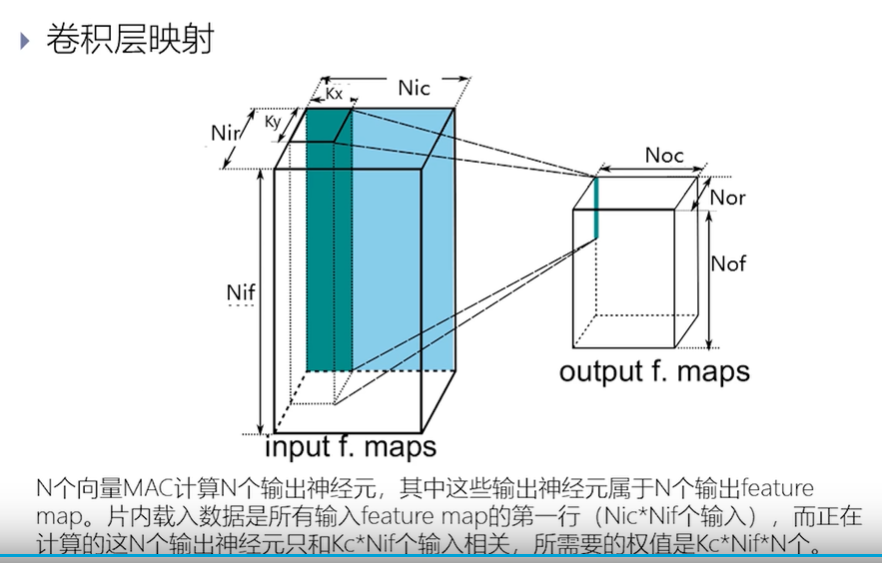 卷积层映射
Nic
Kx
Ky
Nir
Noc
Nor
Nof
Nif
output f. maps
input f. maps
N个向量MAC计算N个输出神经元，其中这些输出神经元属于N个输出feature
map。片内载入数据是所有输入feature map的第一行（Nic*Nif个输入），而正在
计算的这N个输出神经元只和Kc*Nif个输入相关，所需要的权值是Kc*Nif*N个。